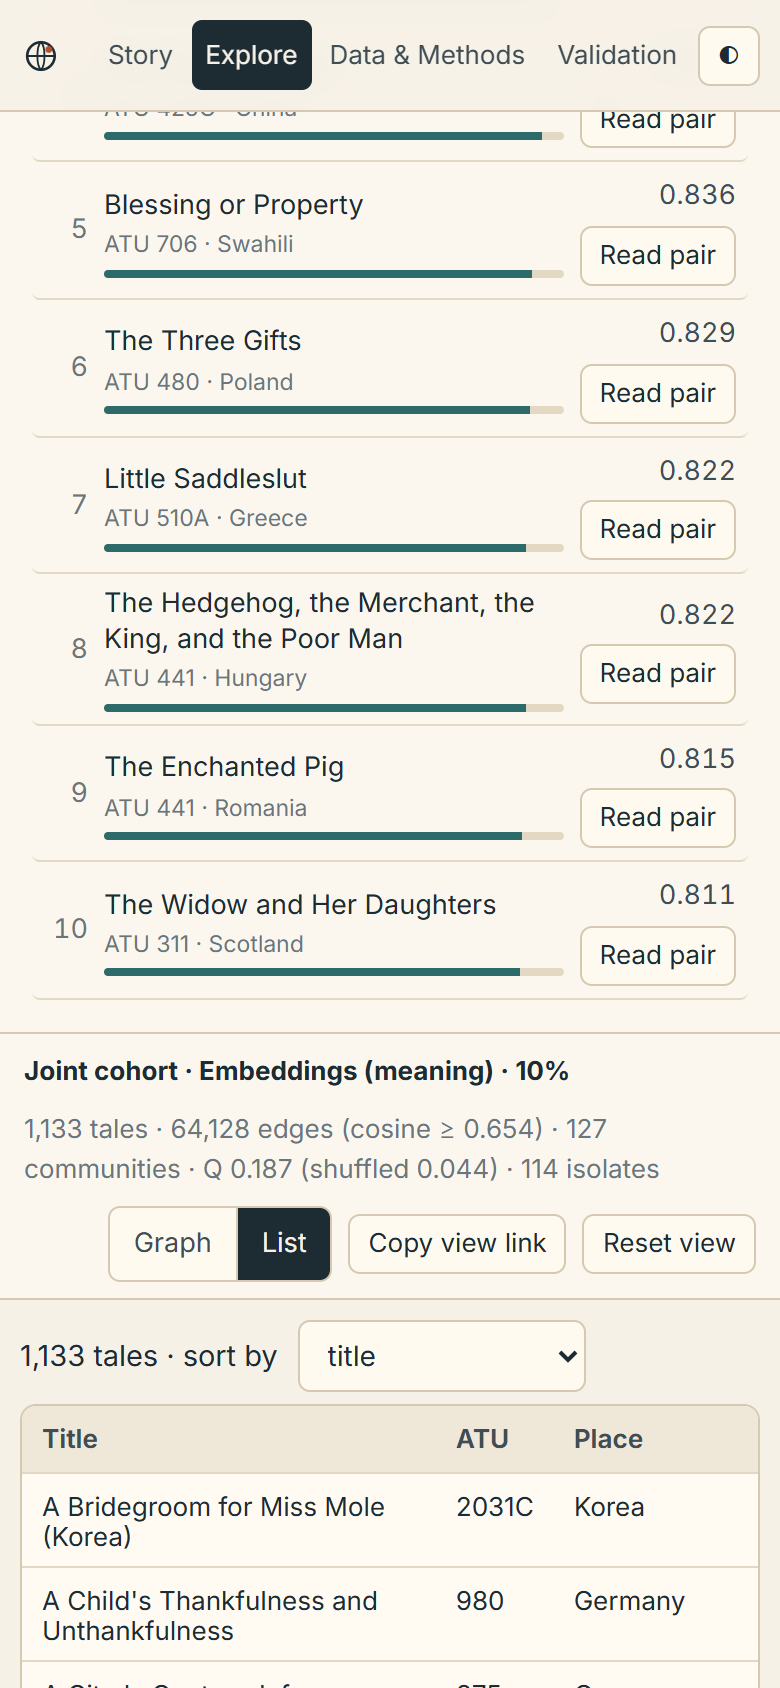 Story Explore Data & Methods Validation
ATU 425C · China
Read pair
5
Blessing or Property
ATU 706 · Swahili
0.836
Read pair
6
The Three Gifts
ATU 480 · Poland
0.829
Read pair
7
Little Saddleslut
ATU 510A · Greece
0.822
Read pair
8
The Hedgehog, the Merchant, the
King, and the Poor Man
ATU 441 · Hungary
0.822
Read pair
9
The Enchanted Pig
ATU 441 · Romania
0.815
Read pair
10
The Widow and Her Daughters
ATU 311 · Scotland
0.811
Read pair
Joint cohort · Embeddings (meaning) · 10%
1,133 tales · 64,128 edges (cosine ≥ 0.654) · 127
communities · Q 0.187 (shuffled 0.044) · 114 isolates
Graph List Copy view link Reset view
1,133 tales · sort by title
Title ATU Place
A Bridegroom for Miss Mole
(Korea)
2031C Korea
A Child's Thankfulness and
Unthankfulness
980 Germany